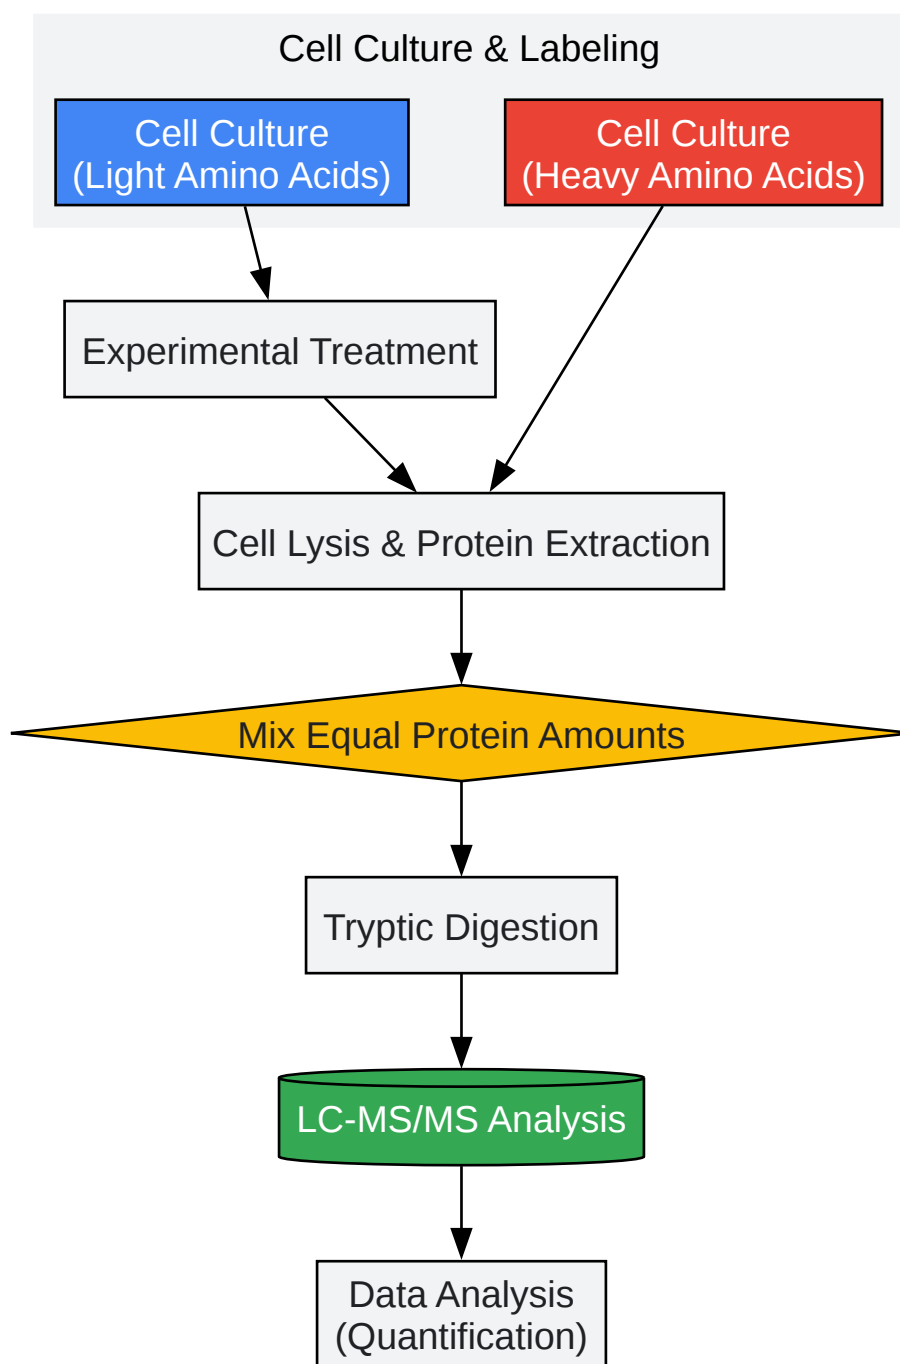 Cell Culture & Labeling
Cell Culture
(Light Amino Acids)
Cell Culture
(Heavy Amino Acids)
Experimental Treatment
Cell Lysis & Protein Extraction
Mix Equal Protein Amounts
Tryptic Digestion
LC-MS/MS Analysis
Data Analysis
(Quantification)